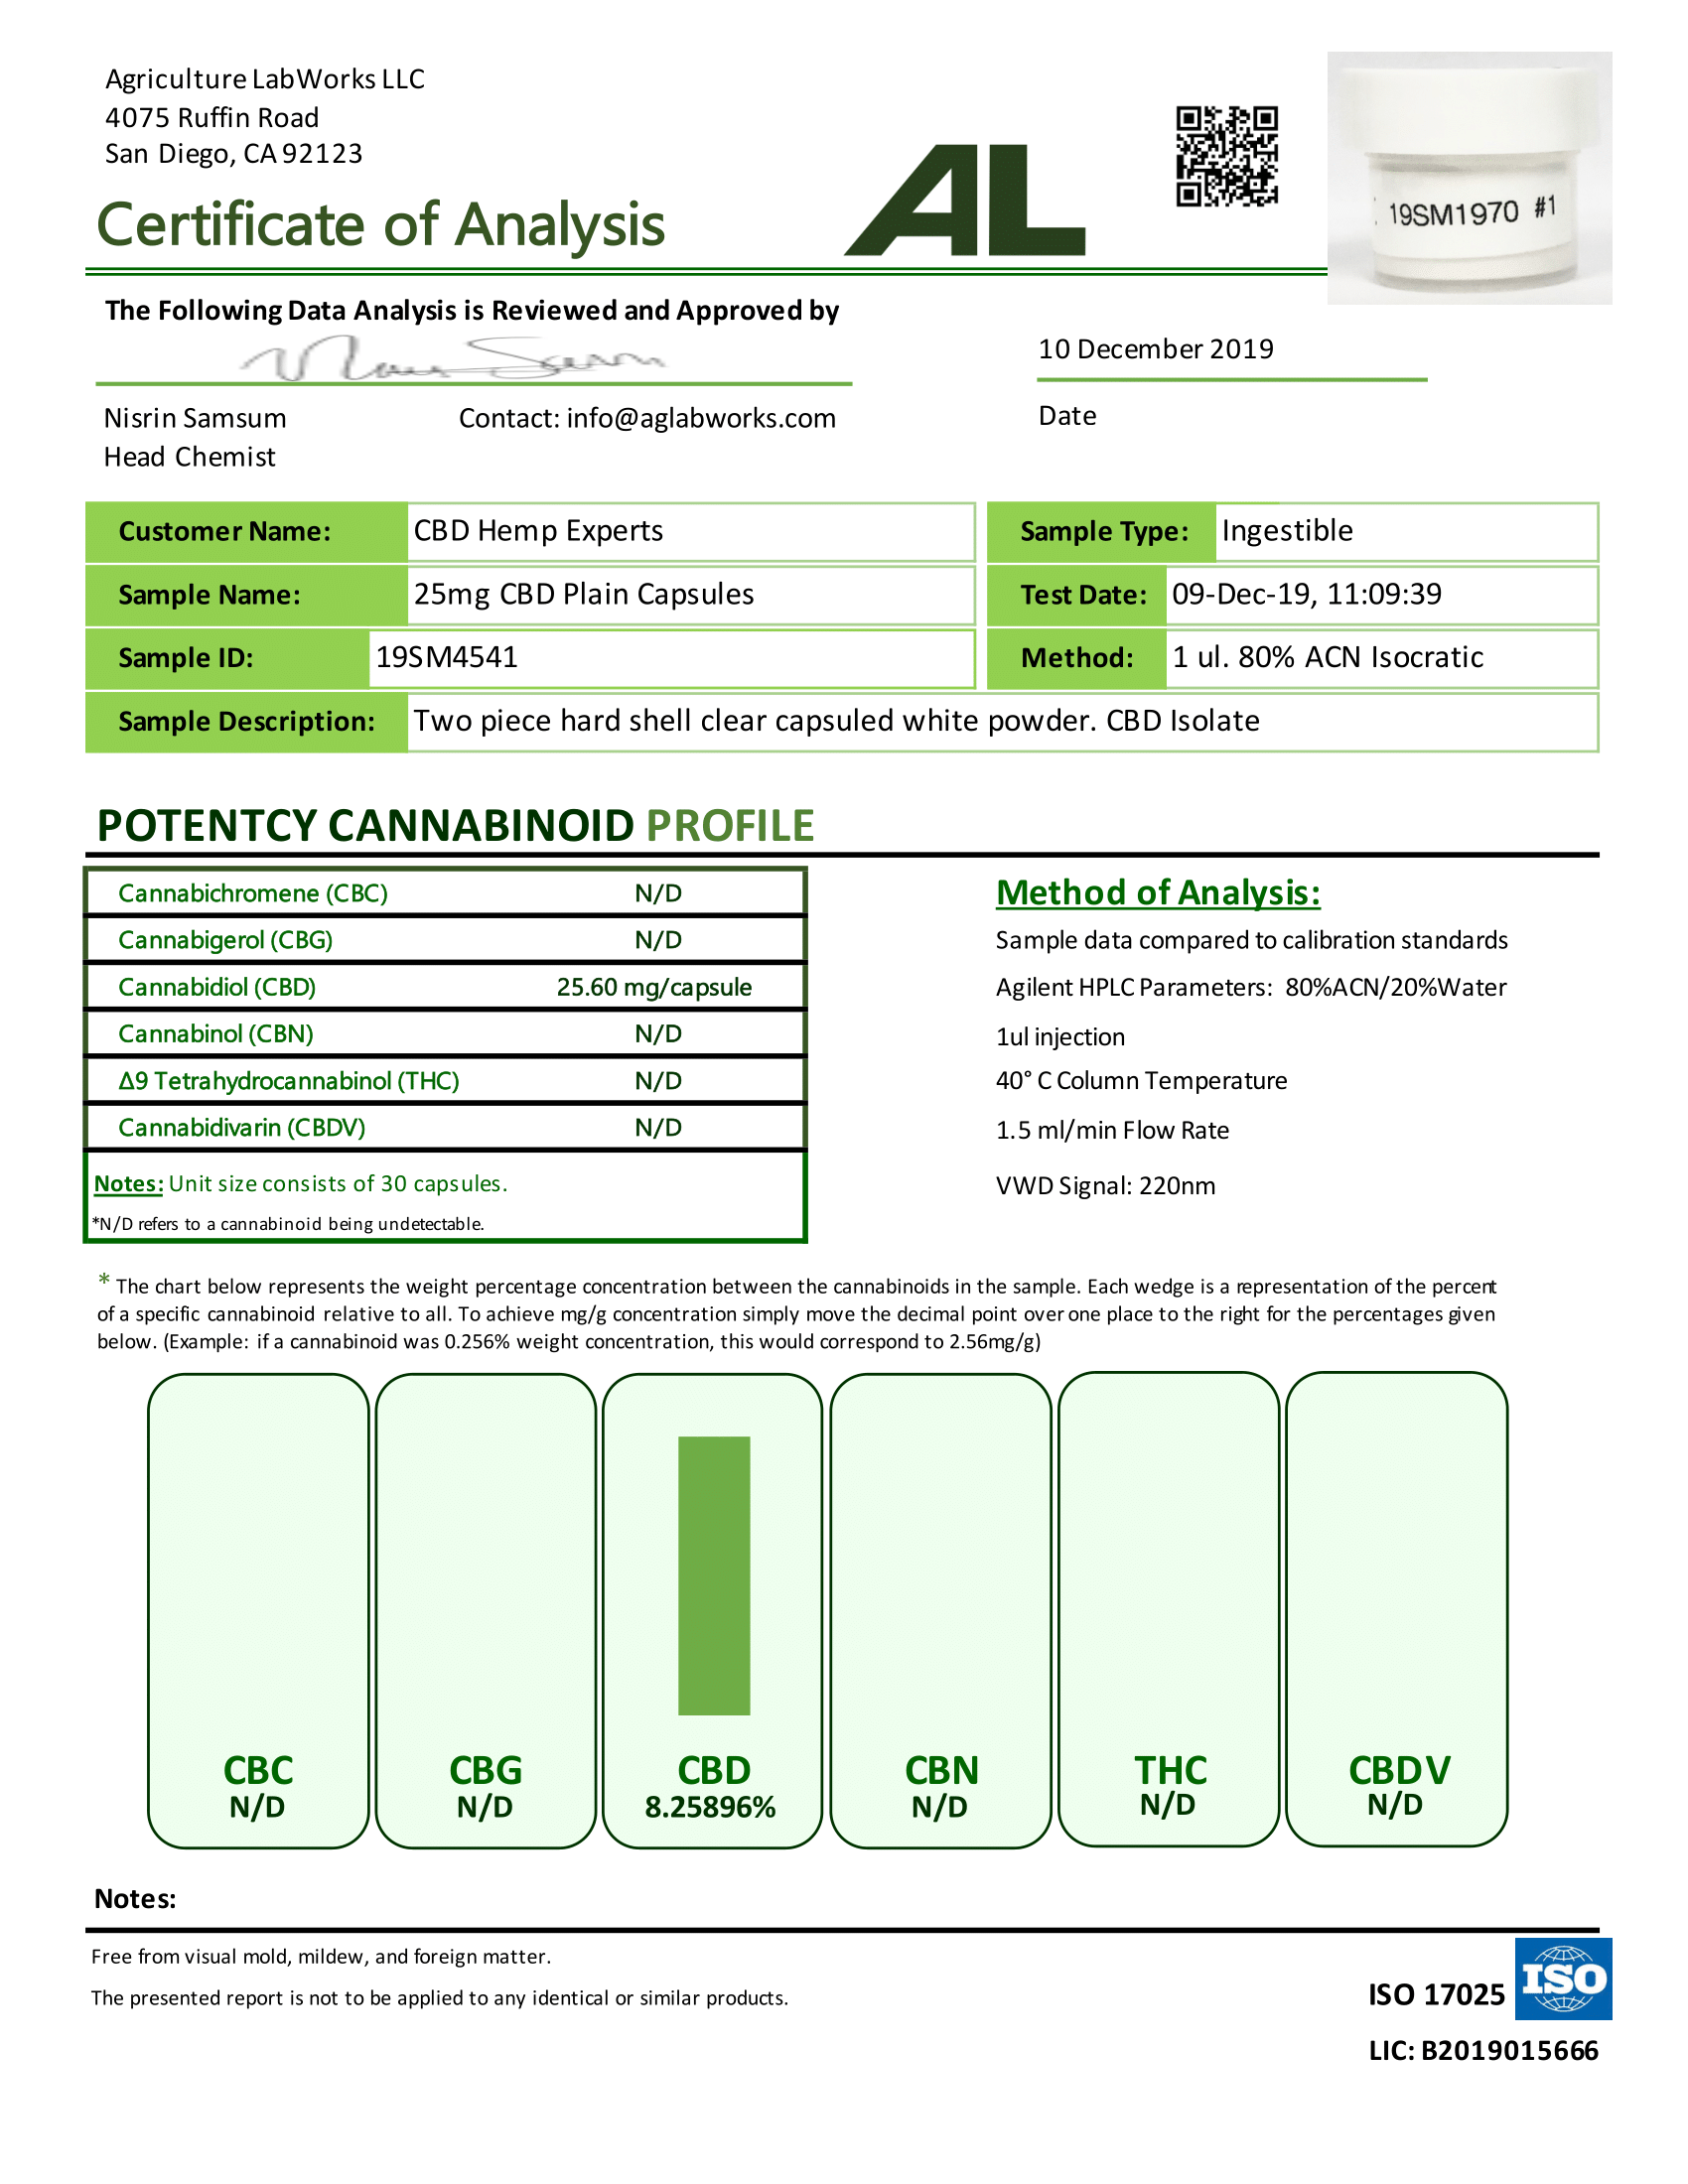 Agriculture LabWorks LLC
4075 Ruffin Road
San Diego, CA 92123
Certificate of Analysis
AL
19SM1970 #1
The Following Data Analysis is Reviewed and Approved by
10 December 2019
Nisrin Samsum Contact: info@aglabworks.com Date
Head Chemist
Customer Name: CBD Hemp Experts Sample Type: Ingestible
Sample Name: 25mg CBD Plain Capsules Test Date: 09-Dec-19, 11:09:39
Sample ID: 19SM4541 Method: 1 ul. 80% ACN Isocratic
Sample Description: Two piece hard shell clear capsuled white powder. CBD Isolate
POTENTCY CANNABINOID PROFILE
Cannabichromene (CBC) N/D
Cannabigerol (CBG) N/D
Cannabidiol (CBD) 25.60 mg/capsule
Cannabinol (CBN) N/D
Δ9 Tetrahydrocannabinol (THC) N/D
Cannabidivarin (CBDV) N/D
Notes: Unit size consists of 30 capsules.
*N/D refers to a cannabinoid being undetectable.
Method of Analysis:
Sample data compared to calibration standards
Agilent HPLC Parameters: 80%ACN/20%Water
1ul injection
40° C Column Temperature
1.5 ml/min Flow Rate
VWD Signal: 220nm
* The chart below represents the weight percentage concentration between the cannabinoids in the sample. Each wedge is a representation of the percent
of a specific cannabinoid relative to all. To achieve mg/g concentration simply move the decimal point over one place to the right for the percentages given
below. (Example: if a cannabinoid was 0.256% weight concentration, this would correspond to 2.56mg/g)
CBC CBG CBD CBN THC CBDV
N/D N/D 8.25896% N/D N/D N/D
Notes:
Free from visual mold, mildew, and foreign matter.
The presented report is not to be applied to any identical or similar products.
ISO 17025 ISO
LIC: B2019015666